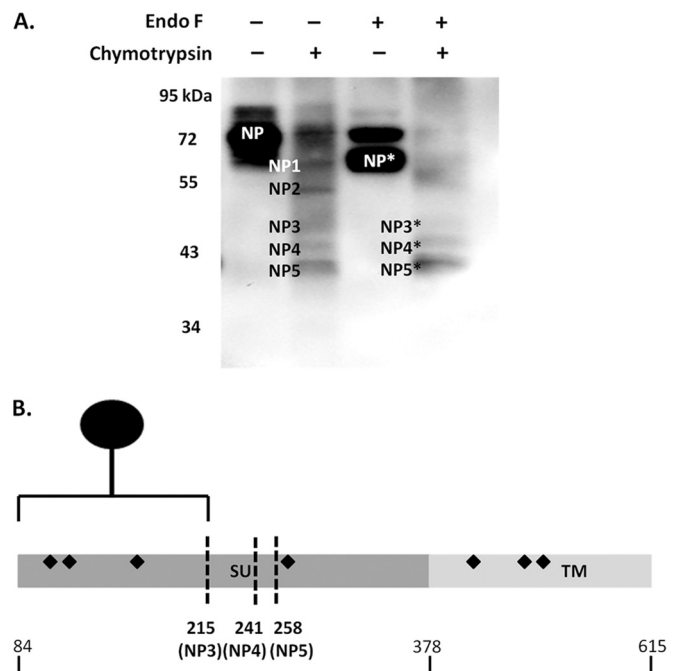 A.
Endo F – – + +
Chymotrypsin – + – +
95 kDa
72
55
43
34
NP
NP1
NP2
NP3
NP4
NP5
NP*
NP3*
NP4*
NP5*
B.
SU
TM
215 241 258
(NP3) (NP4) (NP5)
84 378 615